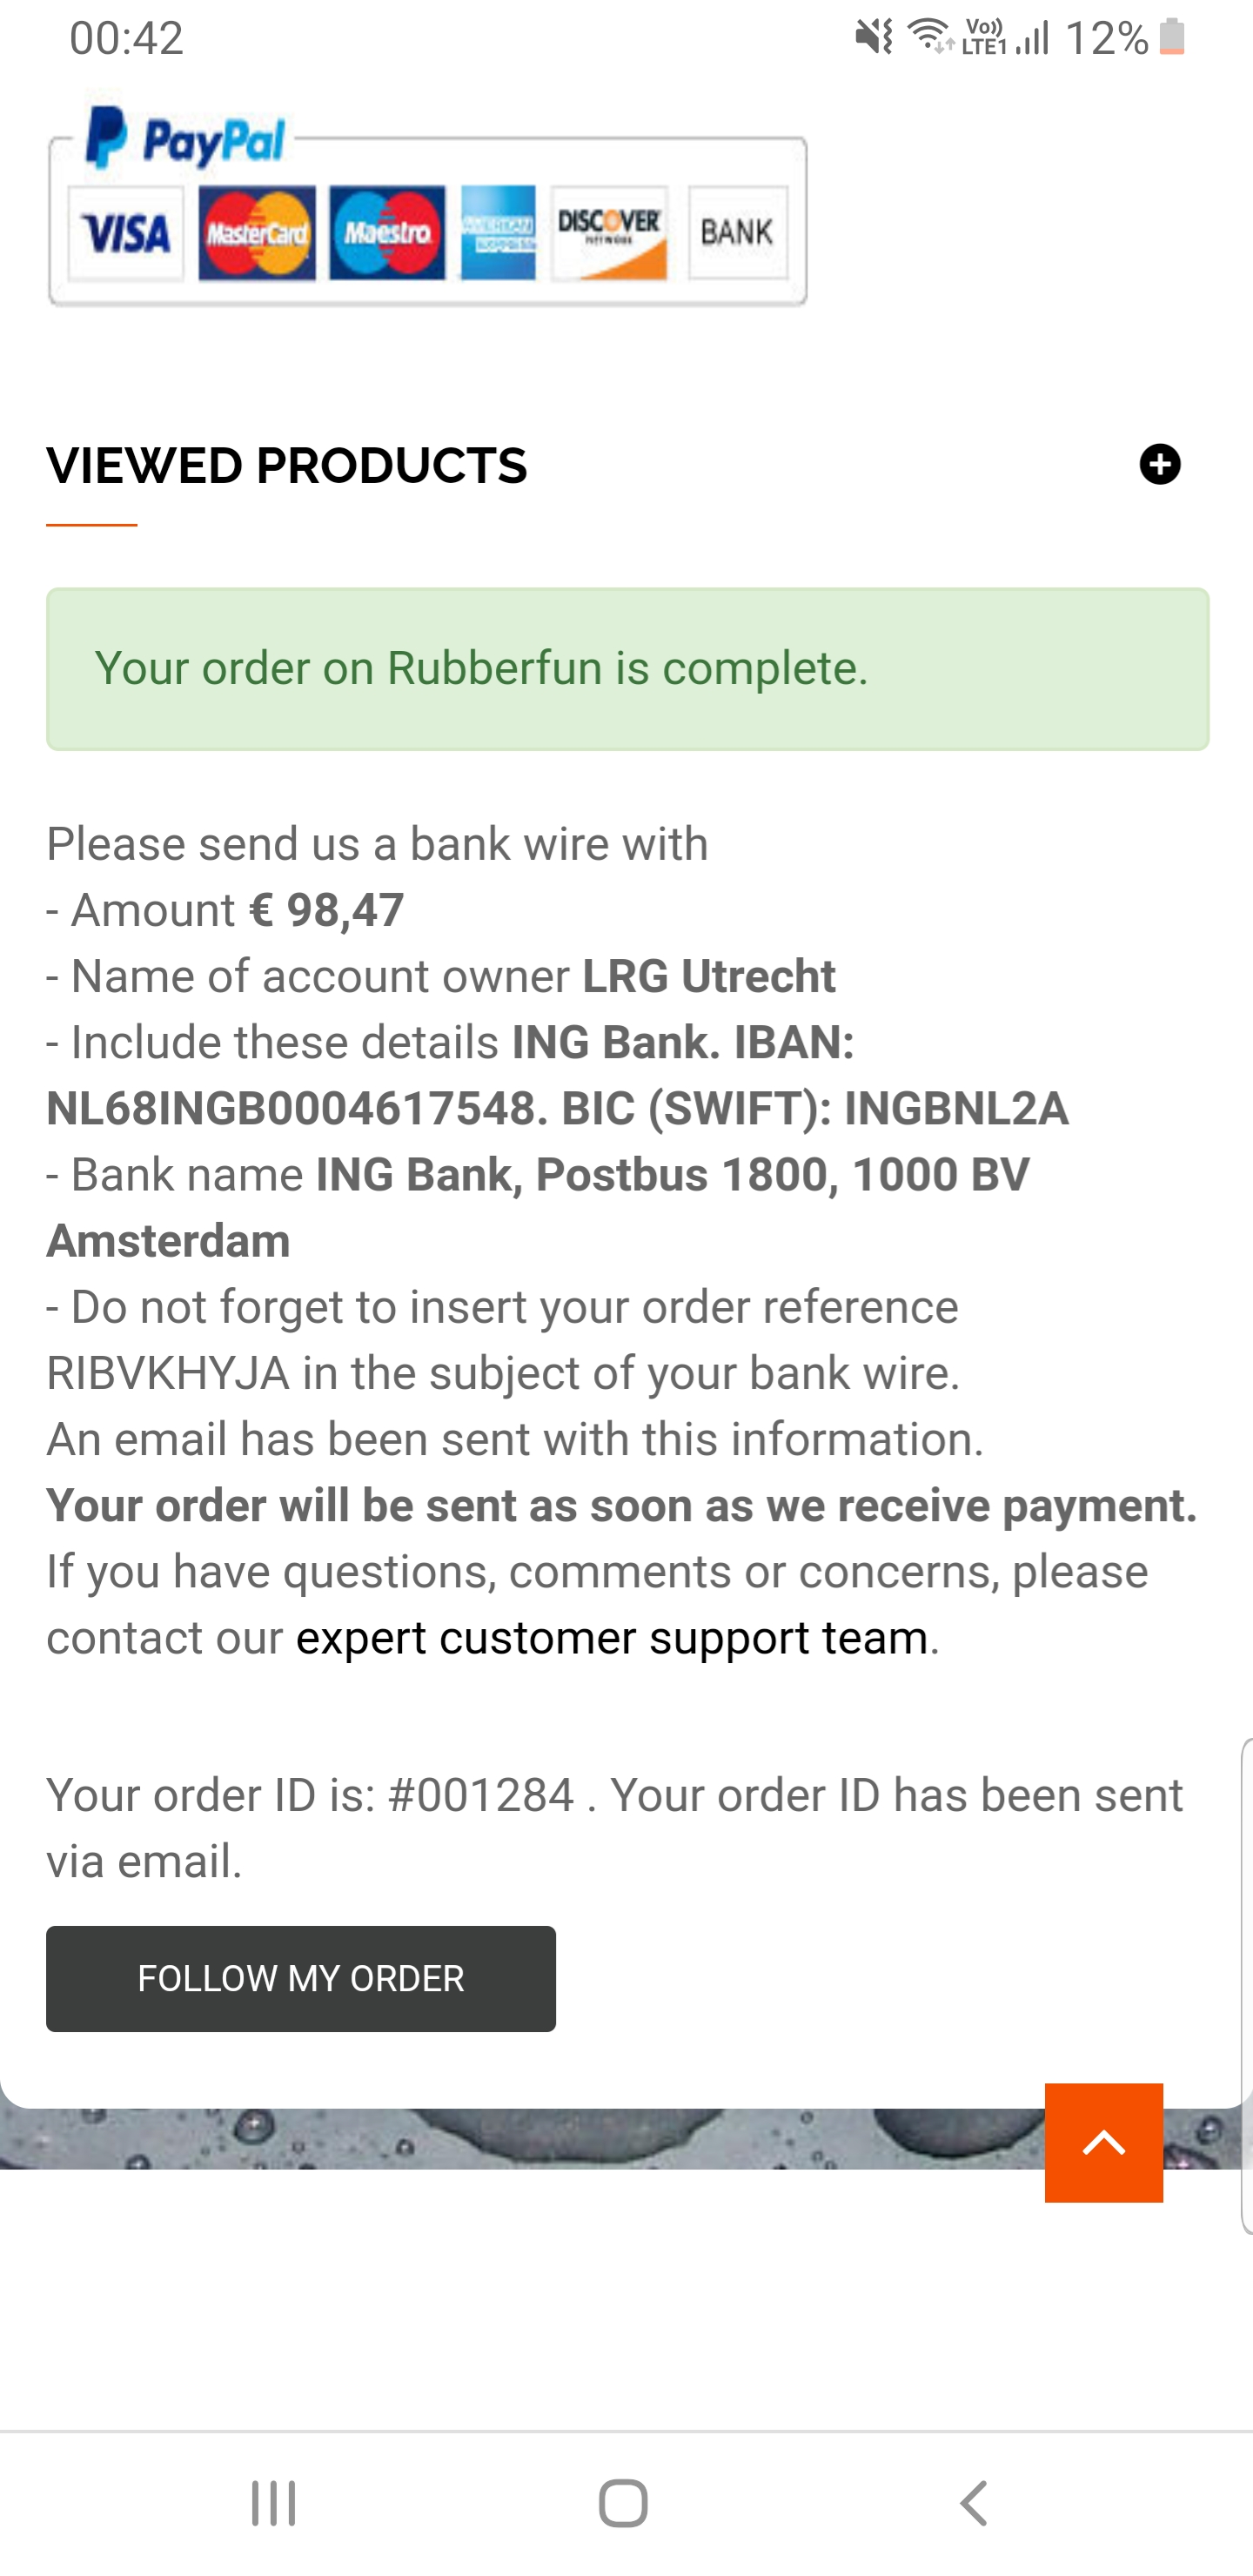 00:42
Vo))
LTE1
12%
PayPal
VISA
MasterCard
Maestro
AMERICAN
EXPRESS
DISCOVER
NETWORK
BANK
VIEWED PRODUCTS
Your order on Rubberfun is complete.
Please send us a bank wire with
- Amount € 98,47
- Name of account owner LRG Utrecht
- Include these details ING Bank. IBAN:
NL68INGB0004617548. BIC (SWIFT): INGBNL2A
- Bank name ING Bank, Postbus 1800, 1000 BV
Amsterdam
- Do not forget to insert your order reference
RIBVKHYJA in the subject of your bank wire.
An email has been sent with this information.
Your order will be sent as soon as we receive payment.
If you have questions, comments or concerns, please
contact our expert customer support team.
Your order ID is: #001284 . Your order ID has been sent
via email.
FOLLOW MY ORDER